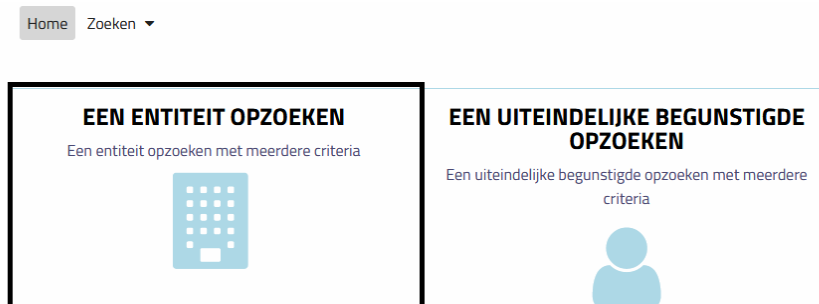 Home
Zoeken
EEN ENTITEIT OPZOEKEN
Een entiteit opzoeken met meerdere criteria
EEN UITEINDELIJKE BEGUNSTIGDE
OPZOEKEN
Een uiteindelijke begunstigde opzoeken met meerdere
criteria